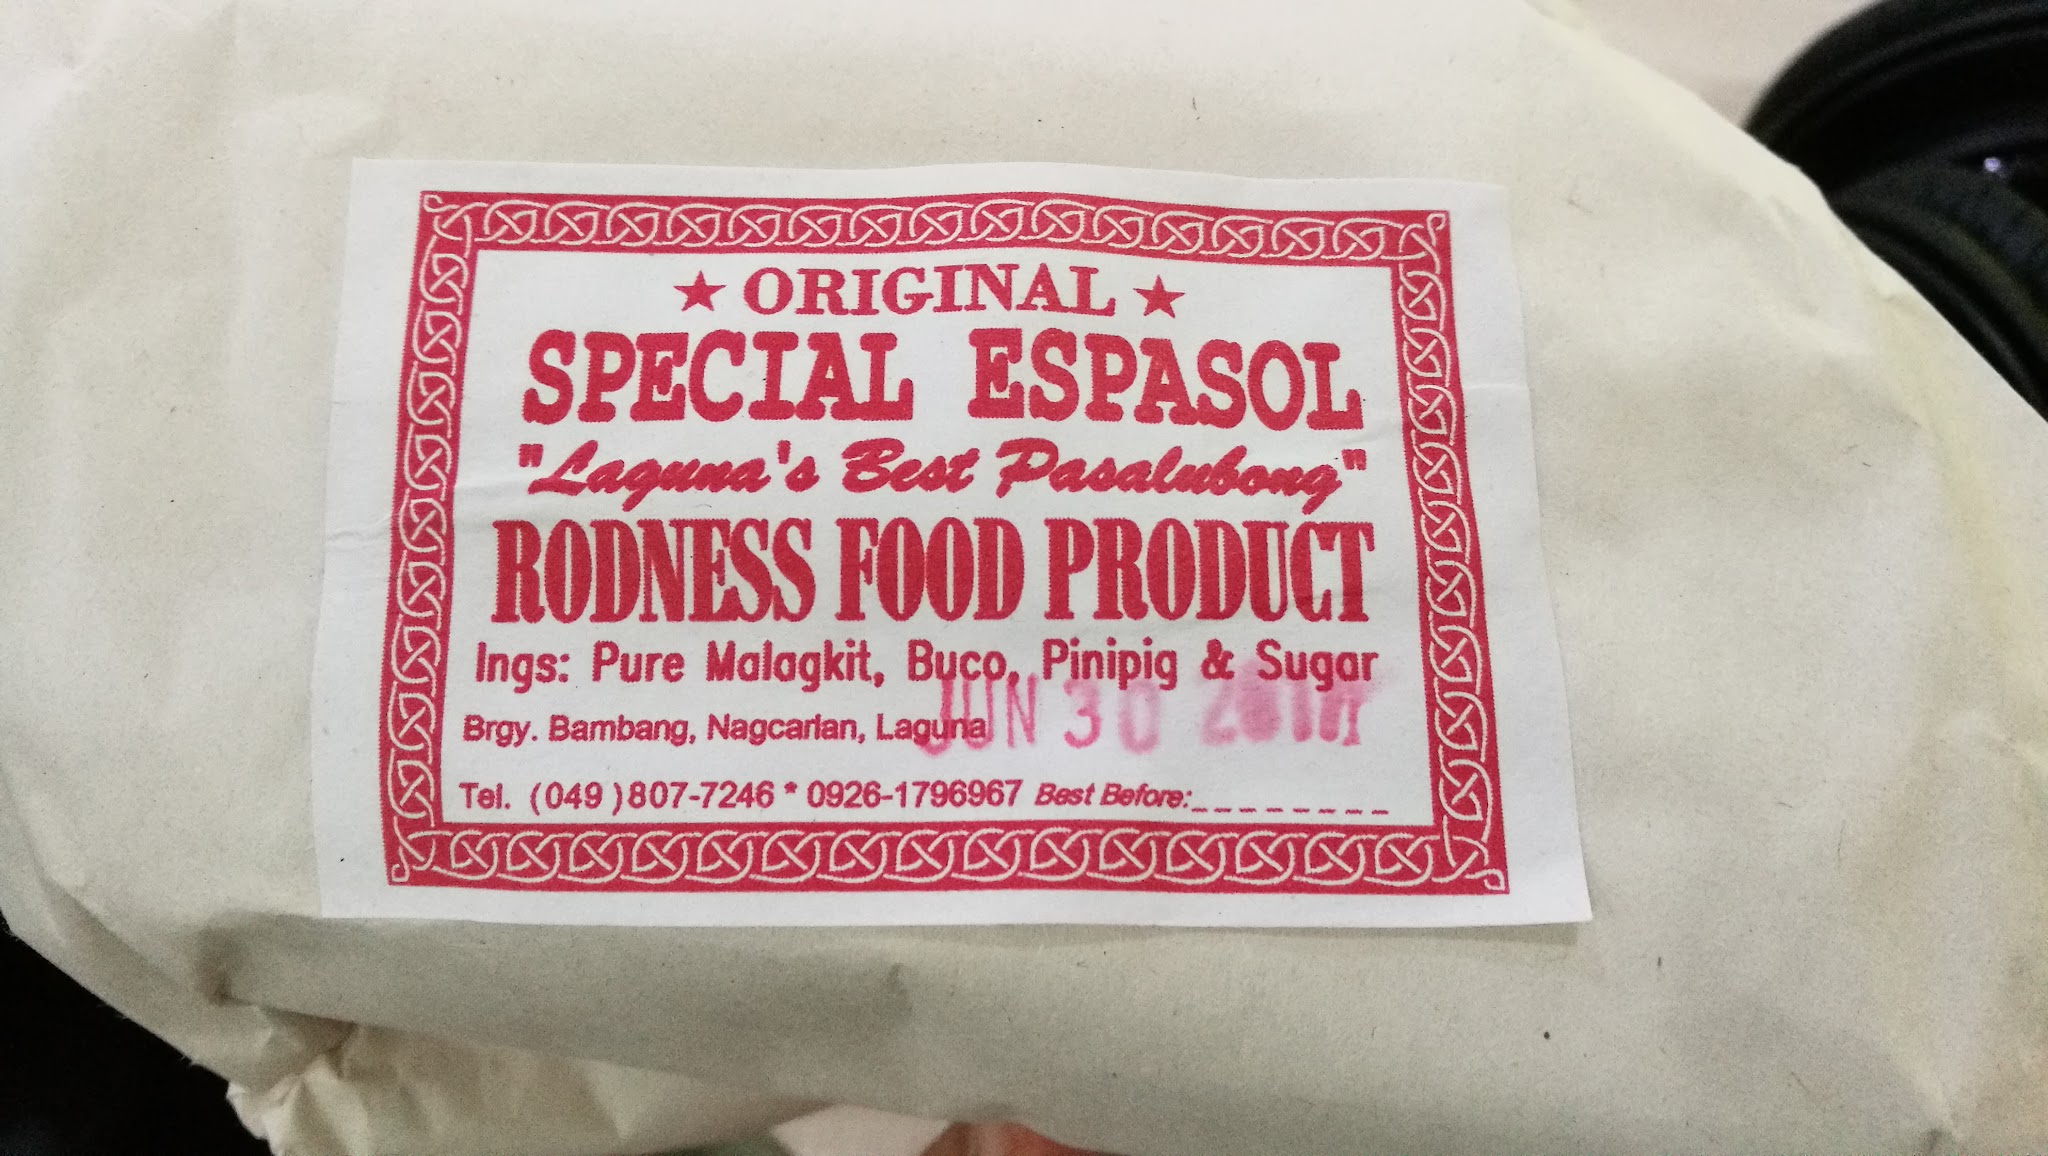 ★ ORIGINAL ★
SPECIAL ESPASOL
"Laguna's Best Pasalubong"
RODNESS FOOD PRODUCT
Ings: Pure Malagkit, Buco, Pinipig & Sugar
JUN 30
Brgy. Bambang, Nagcarlan, Laguna
Tel. (049)807-7246 * 0926-1796967 Best Before:_ _ _ _ _ _ _ _